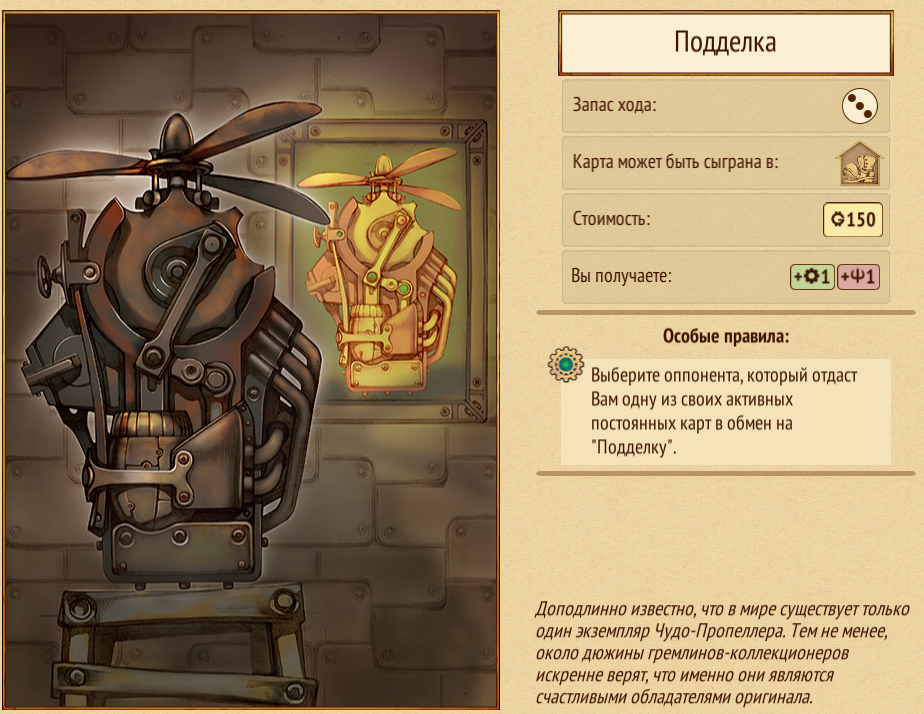 Подделка
Запас хода:
Карта может быть сыграна в:
Стоимость:
150
Вы получаете:
+1 +1
Особые правила:
Выберите оппонента, который отдаст
Вам одну из своих активных
постоянных карт в обмен на
"Подделку".
Доподлинно известно, что в мире существует только
один экземпляр Чудо-Пропеллера. Тем не менее,
около дюжины гремлинов-коллекционеров
искренне верят, что именно они являются
счастливыми обладателями оригинала.